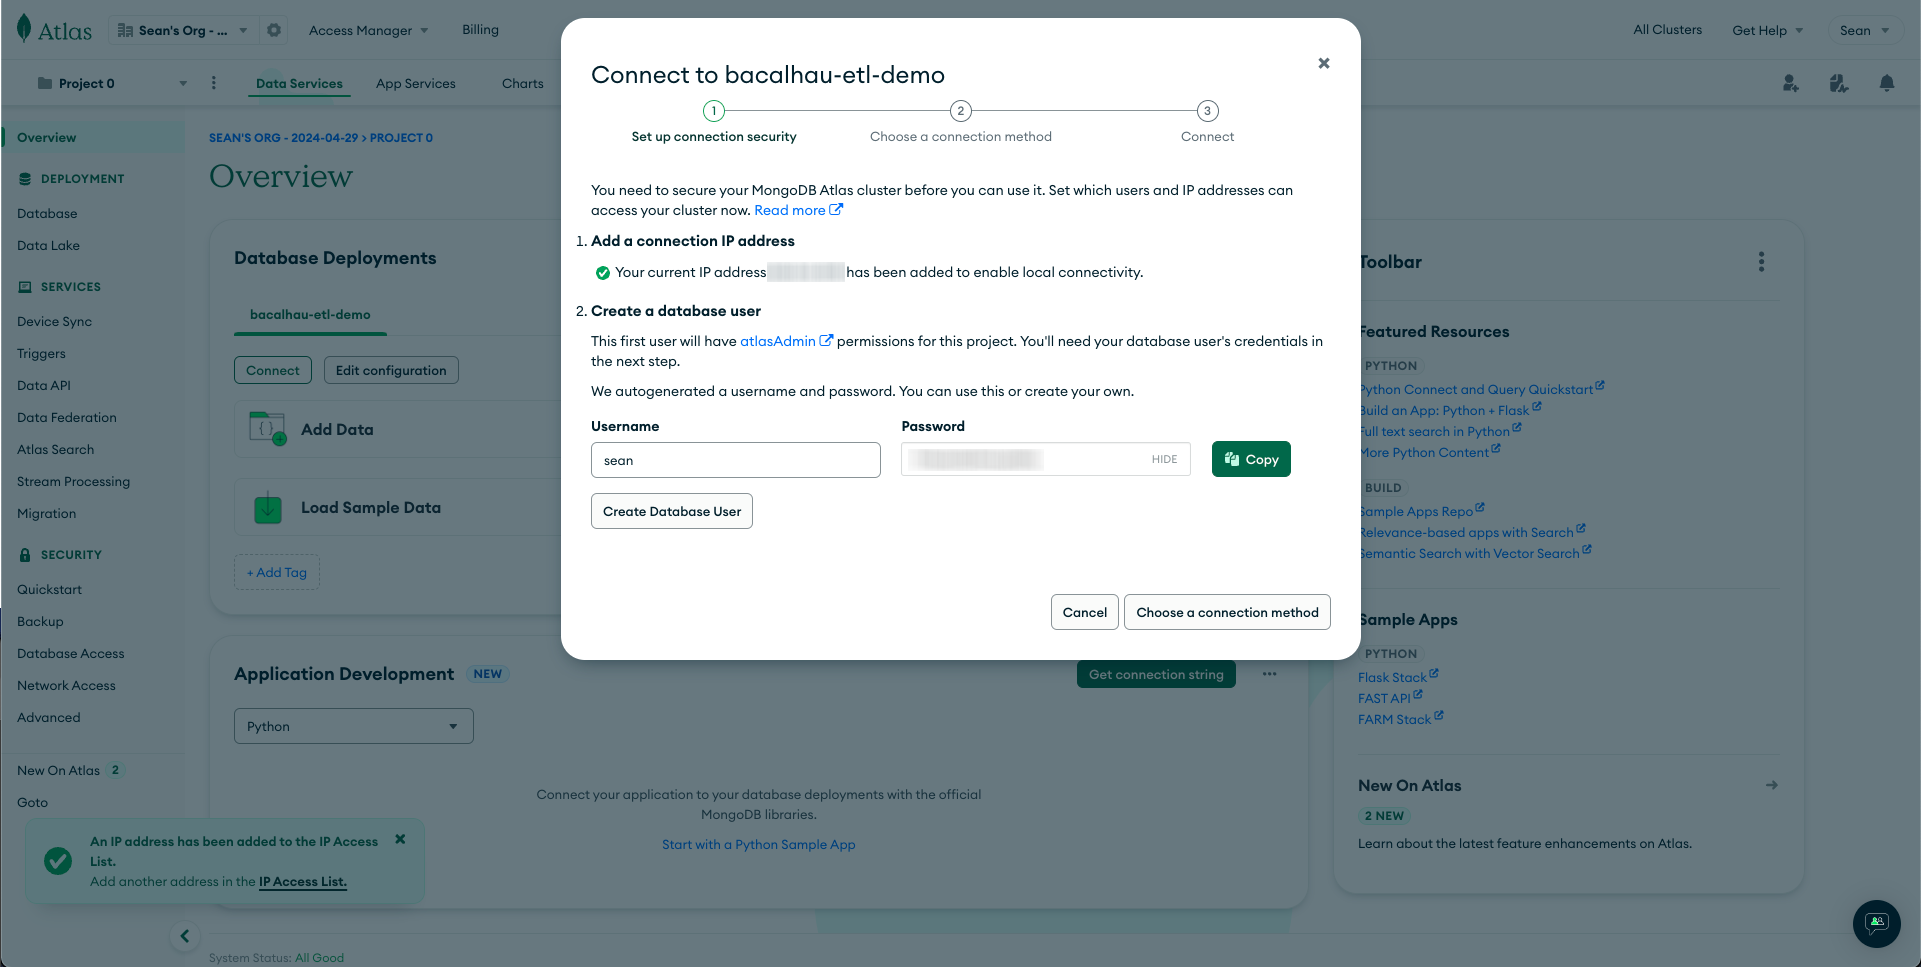 Atlas
Sean's Org - ...
Access Manager
Billing
All Clusters
Get Help
Sean
Project 0
Data Services
App Services
Charts
Overview
DEPLOYMENT
Database
Data Lake
SERVICES
Device Sync
Triggers
Data API
Data Federation
Atlas Search
Stream Processing
Migration
SECURITY
Quickstart
Backup
Database Access
Network Access
Advanced
New On Atlas 2
Goto
SEAN'S ORG - 2024-04-29 > PROJECT 0
Overview
Database Deployments
bacalhau-etl-demo
Connect
Edit configuration
Add Data
Load Sample Data
+ Add Tag
Application Development NEW
Get connection string
Python
Connect your application to your database deployments with the official
MongoDB libraries.
Start with a Python Sample App
Connect to bacalhau-etl-demo
1
2
3
Set up connection security
Choose a connection method
Connect
You need to secure your MongoDB Atlas cluster before you can use it. Set which users and IP addresses can
access your cluster now. Read more
1. Add a connection IP address
Your current IP address has been added to enable local connectivity.
2. Create a database user
This first user will have atlasAdmin permissions for this project. You'll need your database user's credentials in
the next step.
We autogenerated a username and password. You can use this or create your own.
Username
Password
sean
HIDE
Copy
Create Database User
Cancel
Choose a connection method
Toolbar
Featured Resources
PYTHON
Python Connect and Query Quickstart
Build an App: Python + Flask
Full text search in Python
More Python Content
BUILD
Sample Apps Repo
Relevance-based apps with Search
Semantic Search with Vector Search
Sample Apps
PYTHON
Flask Stack
FAST API
FARM Stack
New On Atlas
2 NEW
Learn about the latest feature enhancements on Atlas.
An IP address has been added to the IP Access
List.
Add another address in the IP Access List.
System Status: All Good